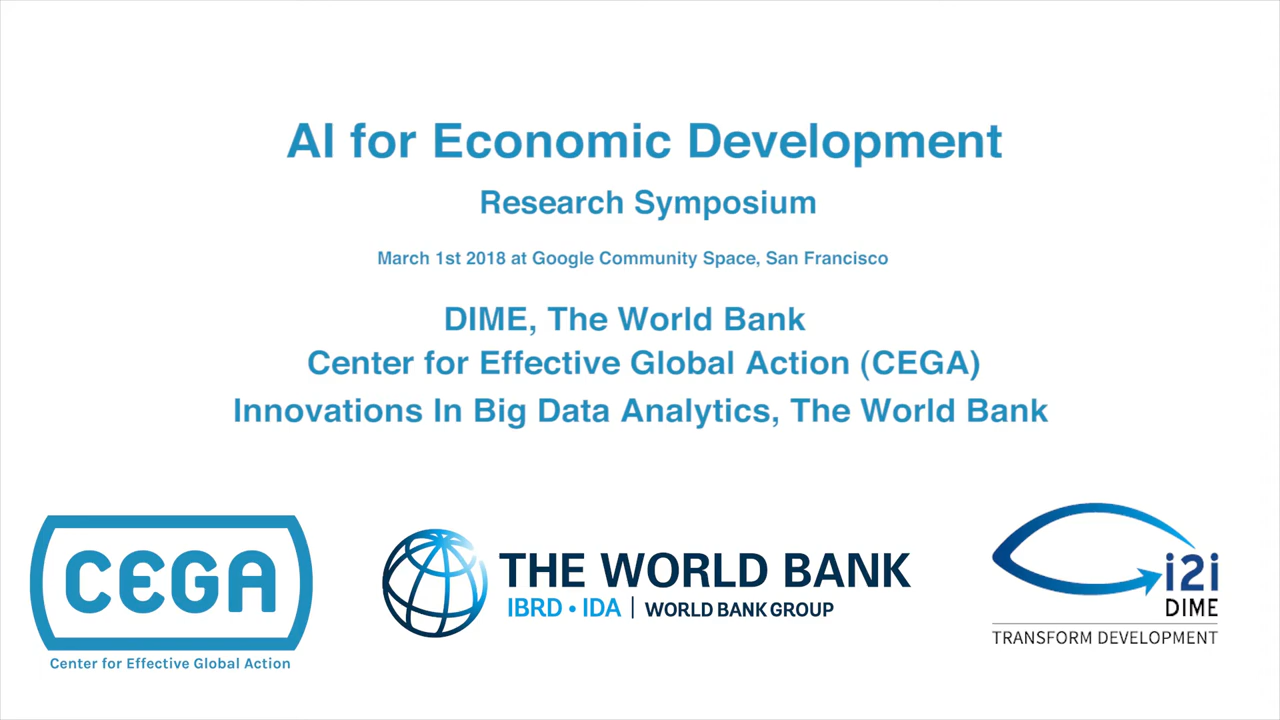 AI for Economic Development
Research Symposium
March 1st 2018 at Google Community Space, San Francisco
DIME, The World Bank
Center for Effective Global Action (CEGA)
Innovations In Big Data Analytics, The World Bank
CEGA
Center for Effective Global Action
THE WORLD BANK
IBRD • IDA | WORLD BANK GROUP
i2i
DIME
TRANSFORM DEVELOPMENT